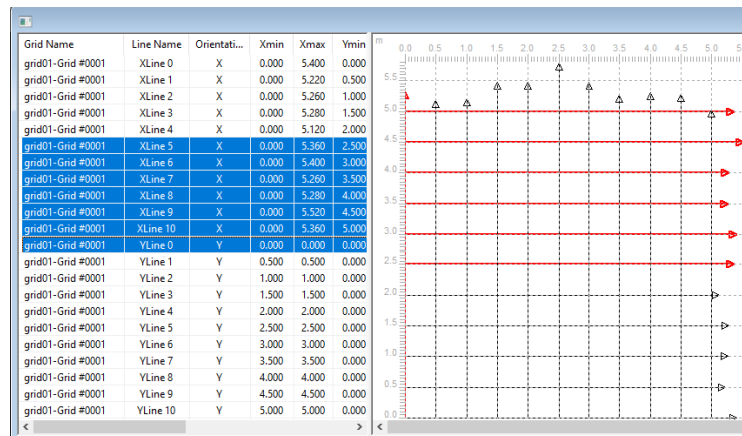 Grid Name Line Name Orientati... Xmin Xmax Ymin
grid01-Grid #0001 XLine 0 X 0.000 5.400 0.000
grid01-Grid #0001 XLine 1 X 0.000 5.220 0.500
grid01-Grid #0001 XLine 2 X 0.000 5.260 1.000
grid01-Grid #0001 XLine 3 X 0.000 5.280 1.500
grid01-Grid #0001 XLine 4 X 0.000 5.120 2.000
grid01-Grid #0001 XLine 5 X 0.000 5.360 2.500
grid01-Grid #0001 XLine 6 X 0.000 5.400 3.000
grid01-Grid #0001 XLine 7 X 0.000 5.260 3.500
grid01-Grid #0001 XLine 8 X 0.000 5.280 4.000
grid01-Grid #0001 XLine 9 X 0.000 5.520 4.500
grid01-Grid #0001 XLine 10 X 0.000 5.360 5.000
grid01-Grid #0001 YLine 0 Y 0.000 0.000 0.000
grid01-Grid #0001 YLine 1 Y 0.500 0.500 0.000
grid01-Grid #0001 YLine 2 Y 1.000 1.000 0.000
grid01-Grid #0001 YLine 3 Y 1.500 1.500 0.000
grid01-Grid #0001 YLine 4 Y 2.000 2.000 0.000
grid01-Grid #0001 YLine 5 Y 2.500 2.500 0.000
grid01-Grid #0001 YLine 6 Y 3.000 3.000 0.000
grid01-Grid #0001 YLine 7 Y 3.500 3.500 0.000
grid01-Grid #0001 YLine 8 Y 4.000 4.000 0.000
grid01-Grid #0001 YLine 9 Y 4.500 4.500 0.000
grid01-Grid #0001 YLine 10 Y 5.000 5.000 0.000
m
0.0 0.5 1.0 1.5 2.0 2.5 3.0 3.5 4.0 4.5 5.0 5
5.5
5.0
4.5
4.0
3.5
3.0
2.5
2.0
1.5
1.0
0.5
0.0